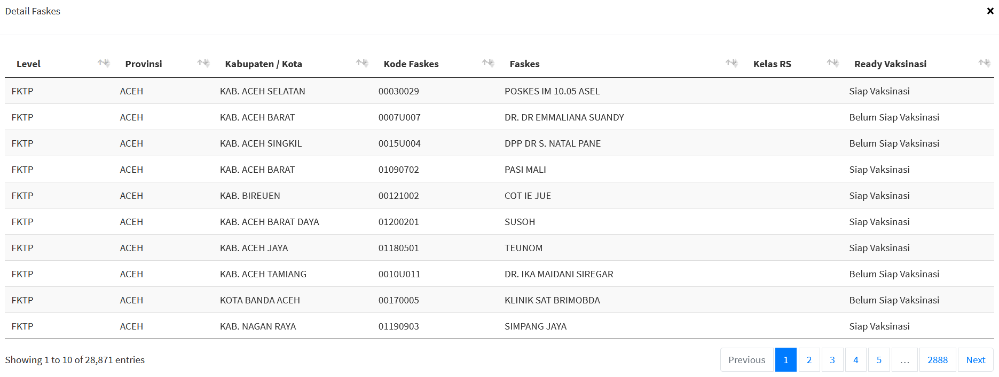 Detail Faskes ×
Level Provinsi Kabupaten / Kota Kode Faskes Faskes Kelas RS Ready Vaksinasi
FKTP ACEH KAB. ACEH SELATAN 00030029 POSKES IM 10.05 ASEL Siap Vaksinasi
FKTP ACEH KAB. ACEH BARAT 0007U007 DR. DR EMMALIANA SUANDY Belum Siap Vaksinasi
FKTP ACEH KAB. ACEH SINGKIL 0015U004 DPP DR S. NATAL PANE Belum Siap Vaksinasi
FKTP ACEH KAB. ACEH BARAT 01090702 PASI MALI Siap Vaksinasi
FKTP ACEH KAB. BIREUEN 00121002 COT IE JUE Siap Vaksinasi
FKTP ACEH KAB. ACEH BARAT DAYA 01200201 SUSOH Siap Vaksinasi
FKTP ACEH KAB. ACEH JAYA 01180501 TEUNOM Siap Vaksinasi
FKTP ACEH KAB. ACEH TAMIANG 0010U011 DR. IKA MAIDANI SIREGAR Belum Siap Vaksinasi
FKTP ACEH KOTA BANDA ACEH 00170005 KLINIK SAT BRIMOBDA Belum Siap Vaksinasi
FKTP ACEH KAB. NAGAN RAYA 01190903 SIMPANG JAYA Siap Vaksinasi
Showing 1 to 10 of 28,871 entries Previous 1 2 3 4 5 … 2888 Next